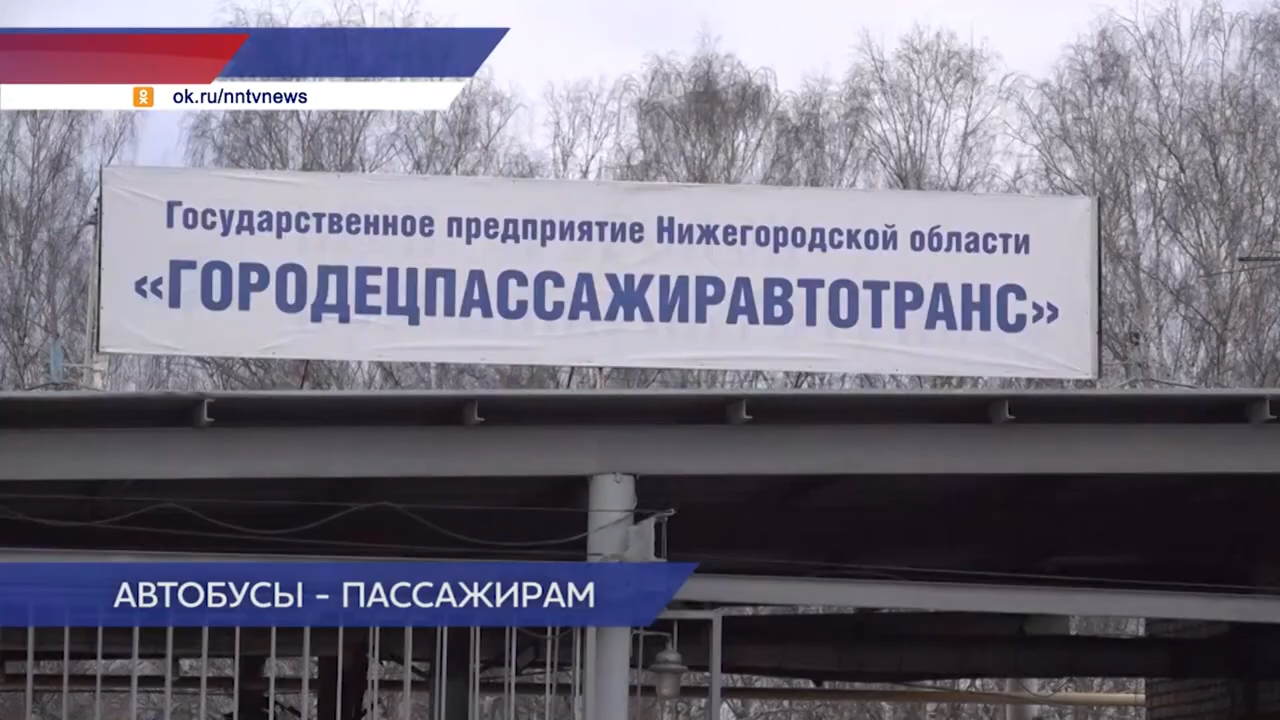 ok.ru/nntvnews
Государственное предприятие Нижегородской области
«ГОРОДЕЦПАССАЖИРАВТОТРАНС»
АВТОБУСЫ - ПАССАЖИРАМ